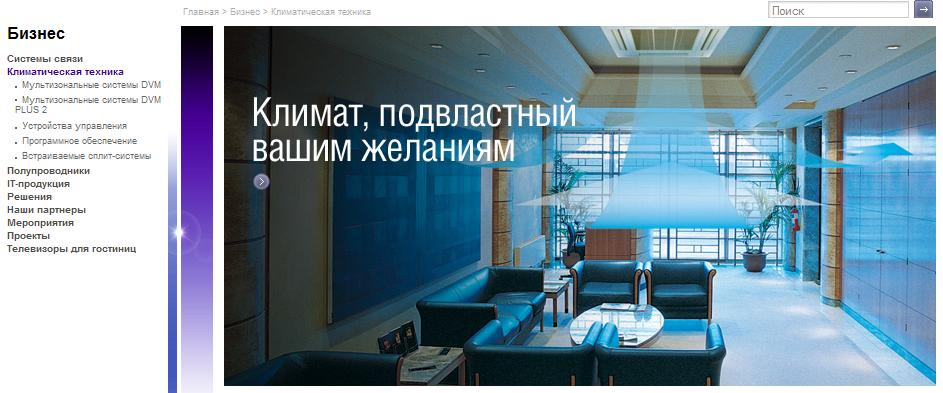 Главная > Бизнес > Климатическая техника
Поиск
Бизнес
Системы связи
Климатическая техника
Мультизональные системы DVM
Мультизональные системы DVM
PLUS 2
Устройства управления
Программное обеспечение
Встраиваемые сплит-системы
Полупроводники
IT-продукция
Решения
Наши партнеры
Мероприятия
Проекты
Телевизоры для гостиниц
Климат, подвластный
вашим желаниям